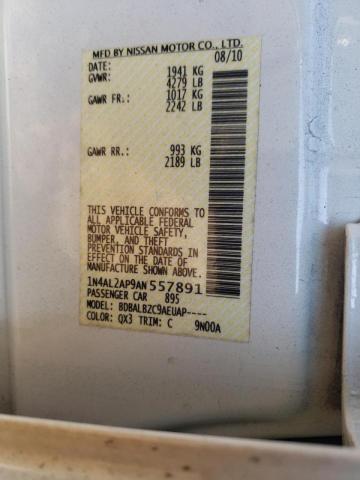 MFD BY NISSAN MOTOR CO., LTD.
DATE: 08/10
GVWR: 1941 KG
4279 LB
GAWR FR.: 1017 KG
2242 LB
GAWR RR.: 993 KG
2189 LB
THIS VEHICLE CONFORMS TO
ALL APPLICABLE FEDERAL
MOTOR VEHICLE SAFETY,
BUMPER, AND THEFT
PREVENTION STANDARDS IN
EFFECT ON THE DATE OF
MANUFACTURE SHOWN ABOVE.
1N4AL2AP9AN 557891
PASSENGER CAR 895
MODEL: BDBALBZC9AEUAP----
COLOR: QX3 TRIM: C 9N00A